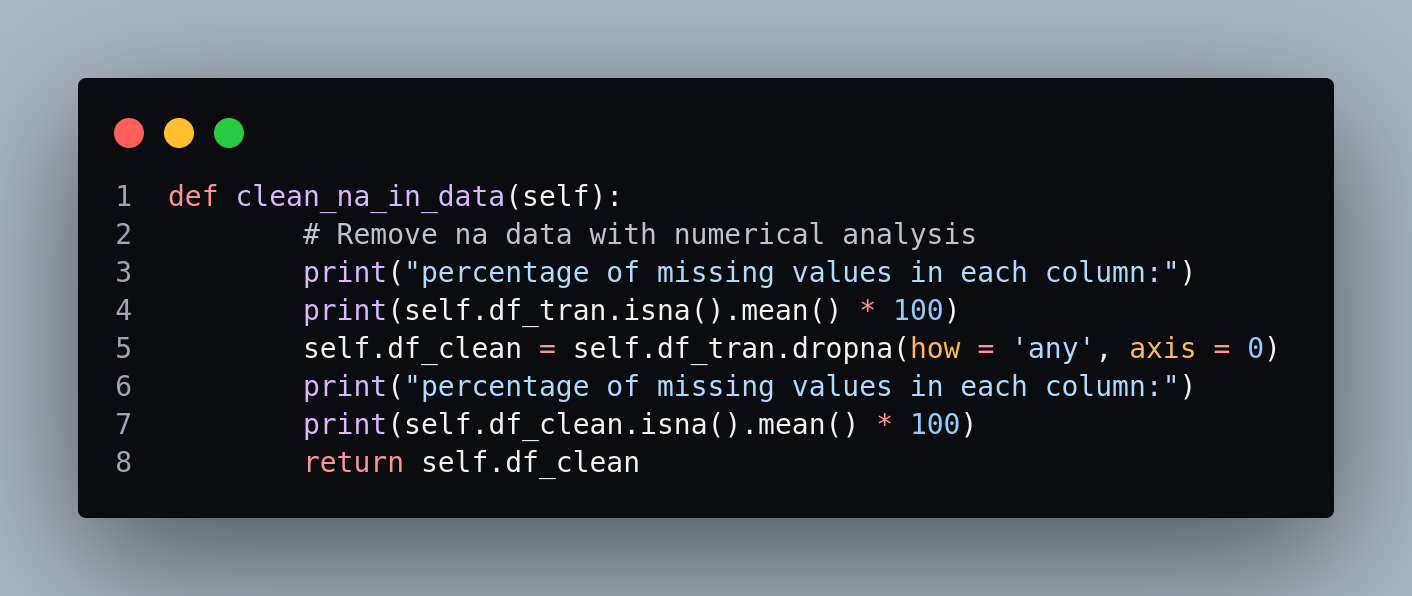 1 def clean_na_in_data(self):
2         # Remove na data with numerical analysis
3         print("percentage of missing values in each column:")
4         print(self.df_tran.isna().mean() * 100)
5         self.df_clean = self.df_tran.dropna(how = 'any', axis = 0)
6         print("percentage of missing values in each column:")
7         print(self.df_clean.isna().mean() * 100)
8         return self.df_clean